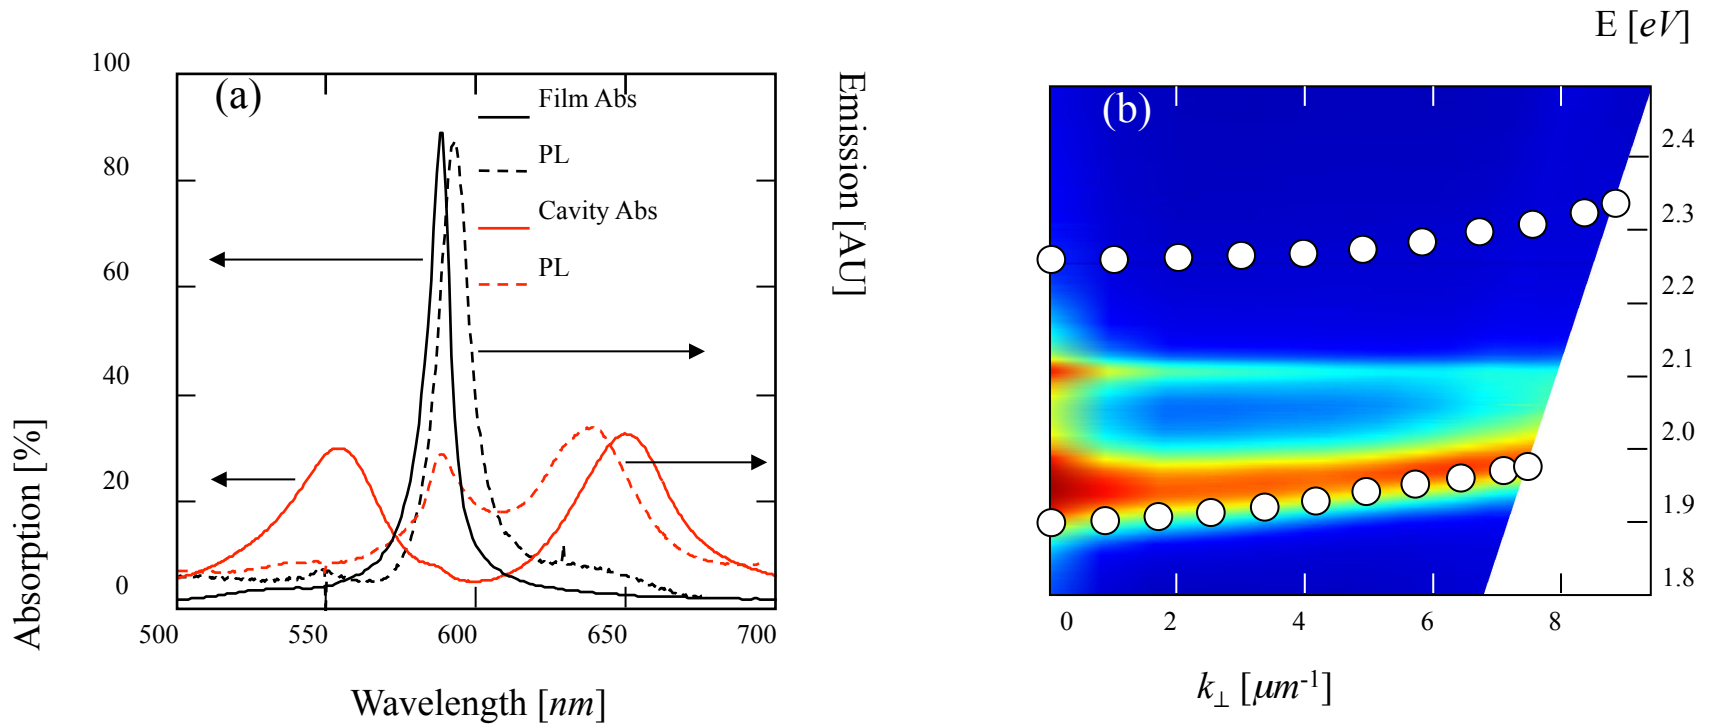 E [eV]
100
80
60
40
20
0
Absorption [%]
(a)
Film Abs
PL
Cavity Abs
PL
Emission [AU]
500 550 600 650 700
Wavelength [nm]
(b)
2.4
2.3
2.2
2.1
2.0
1.9
1.8
0 2 4 6 8
k⊥ [μm⁻¹]